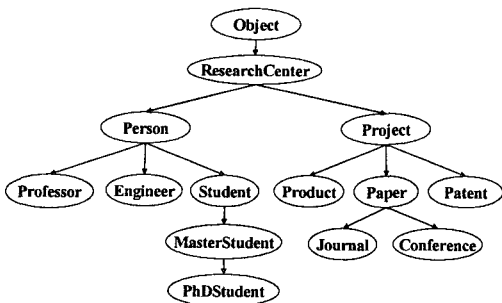 Object
ResearchCenter
Person
Project
Professor
Engineer
Student
Product
Paper
Patent
MasterStudent
Journal
Conference
PhDStudent